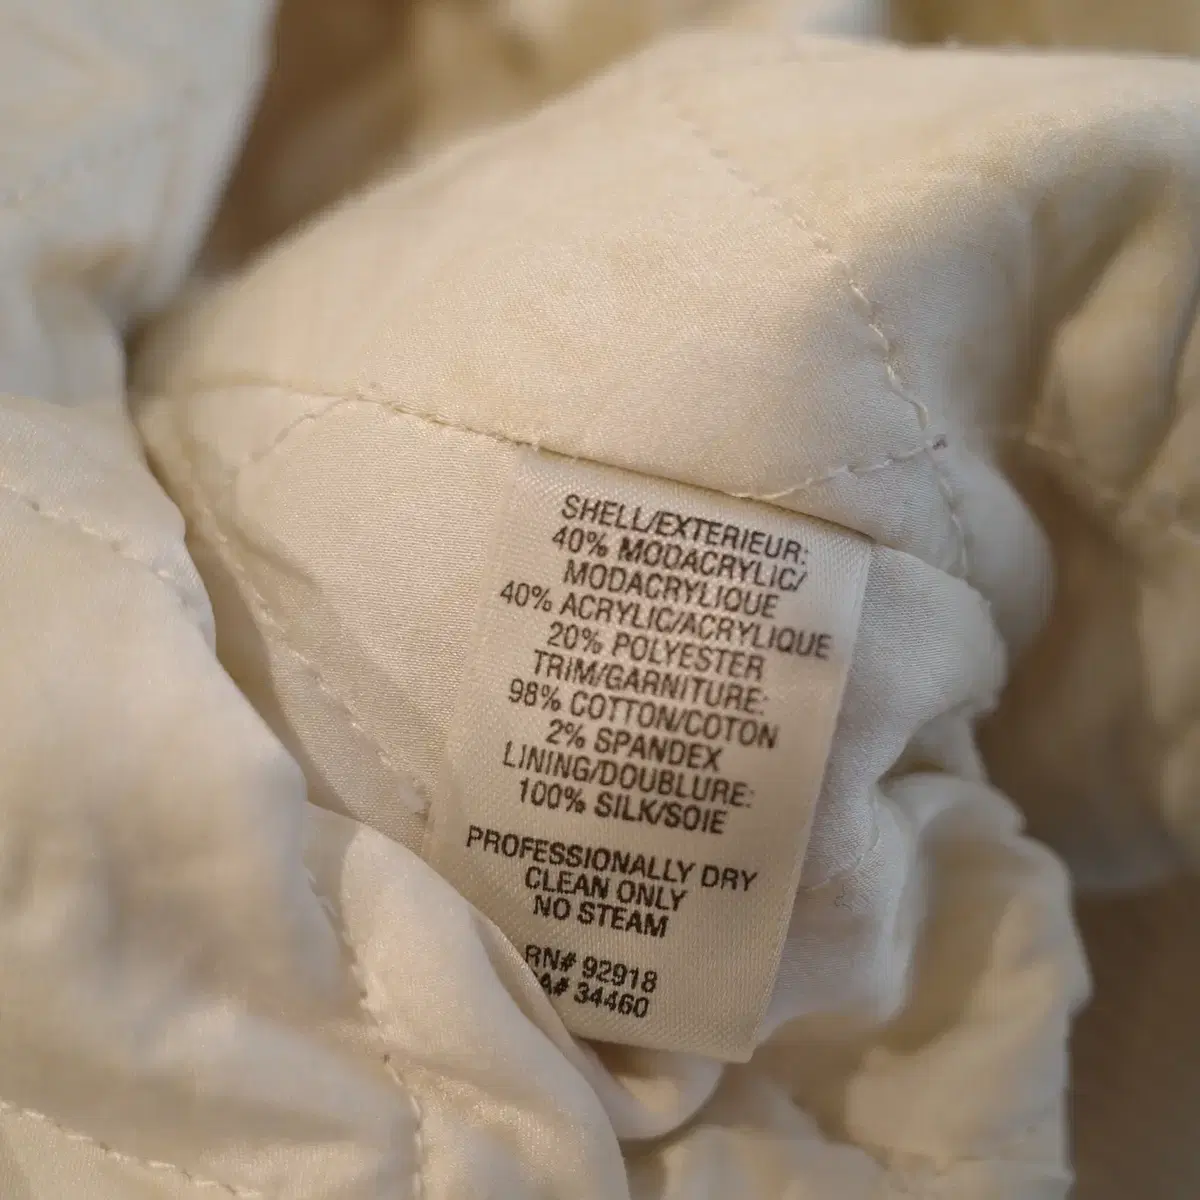 SHELL/EXTERIEUR:
40% MODACRYLIC/
MODACRYLIQUE
40% ACRYLIC/ACRYLIQUE
20% POLYESTER
TRIM/GARNITURE:
98% COTTON/COTON
2% SPANDEX
LINING/DOUBLURE:
100% SILK/SOIE
PROFESSIONALLY DRY
CLEAN ONLY
NO STEAM
RN# 92918
A# 34460